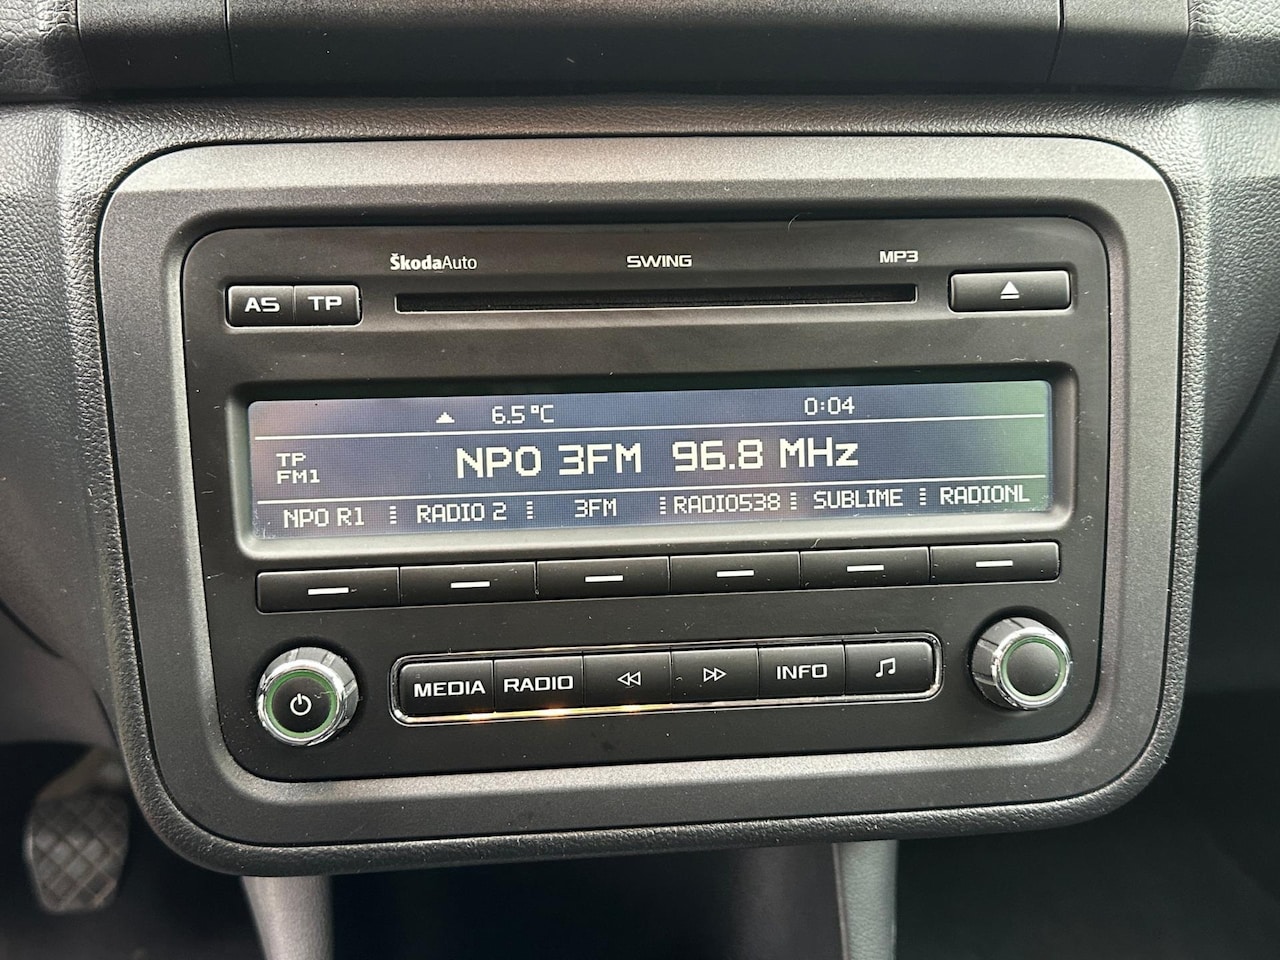 ŠkodaAuto SWING MP3
AS TP
6.5°C 0:04
TP
FM1
NPO 3FM 96.8 MHz
NPO R1 RADIO 2 3FM RADIO538 SUBLIME RADIONL
MEDIA RADIO INFO